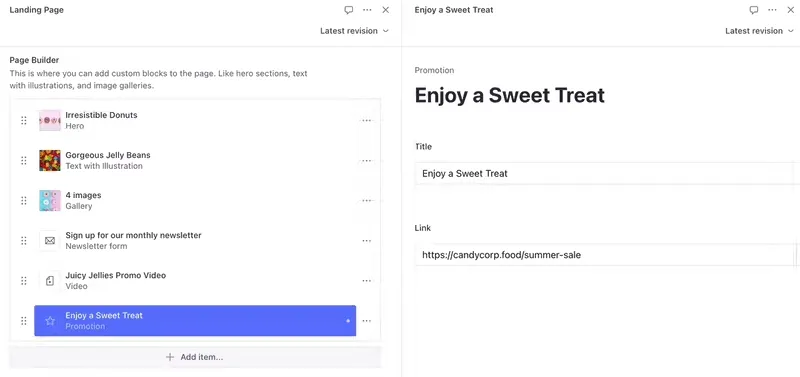 Landing Page
Latest revision
Page Builder
This is where you can add custom blocks to the page. Like hero sections, text
with illustrations, and image galleries.
Irresistible Donuts
Hero
Gorgeous Jelly Beans
Text with Illustration
4 images
Gallery
Sign up for our monthly newsletter
Newsletter form
Juicy Jellies Promo Video
Video
Enjoy a Sweet Treat
Promotion
Add item...
Enjoy a Sweet Treat
Latest revision
Promotion
Enjoy a Sweet Treat
Title
Enjoy a Sweet Treat
Link
https://candycorp.food/summer-sale